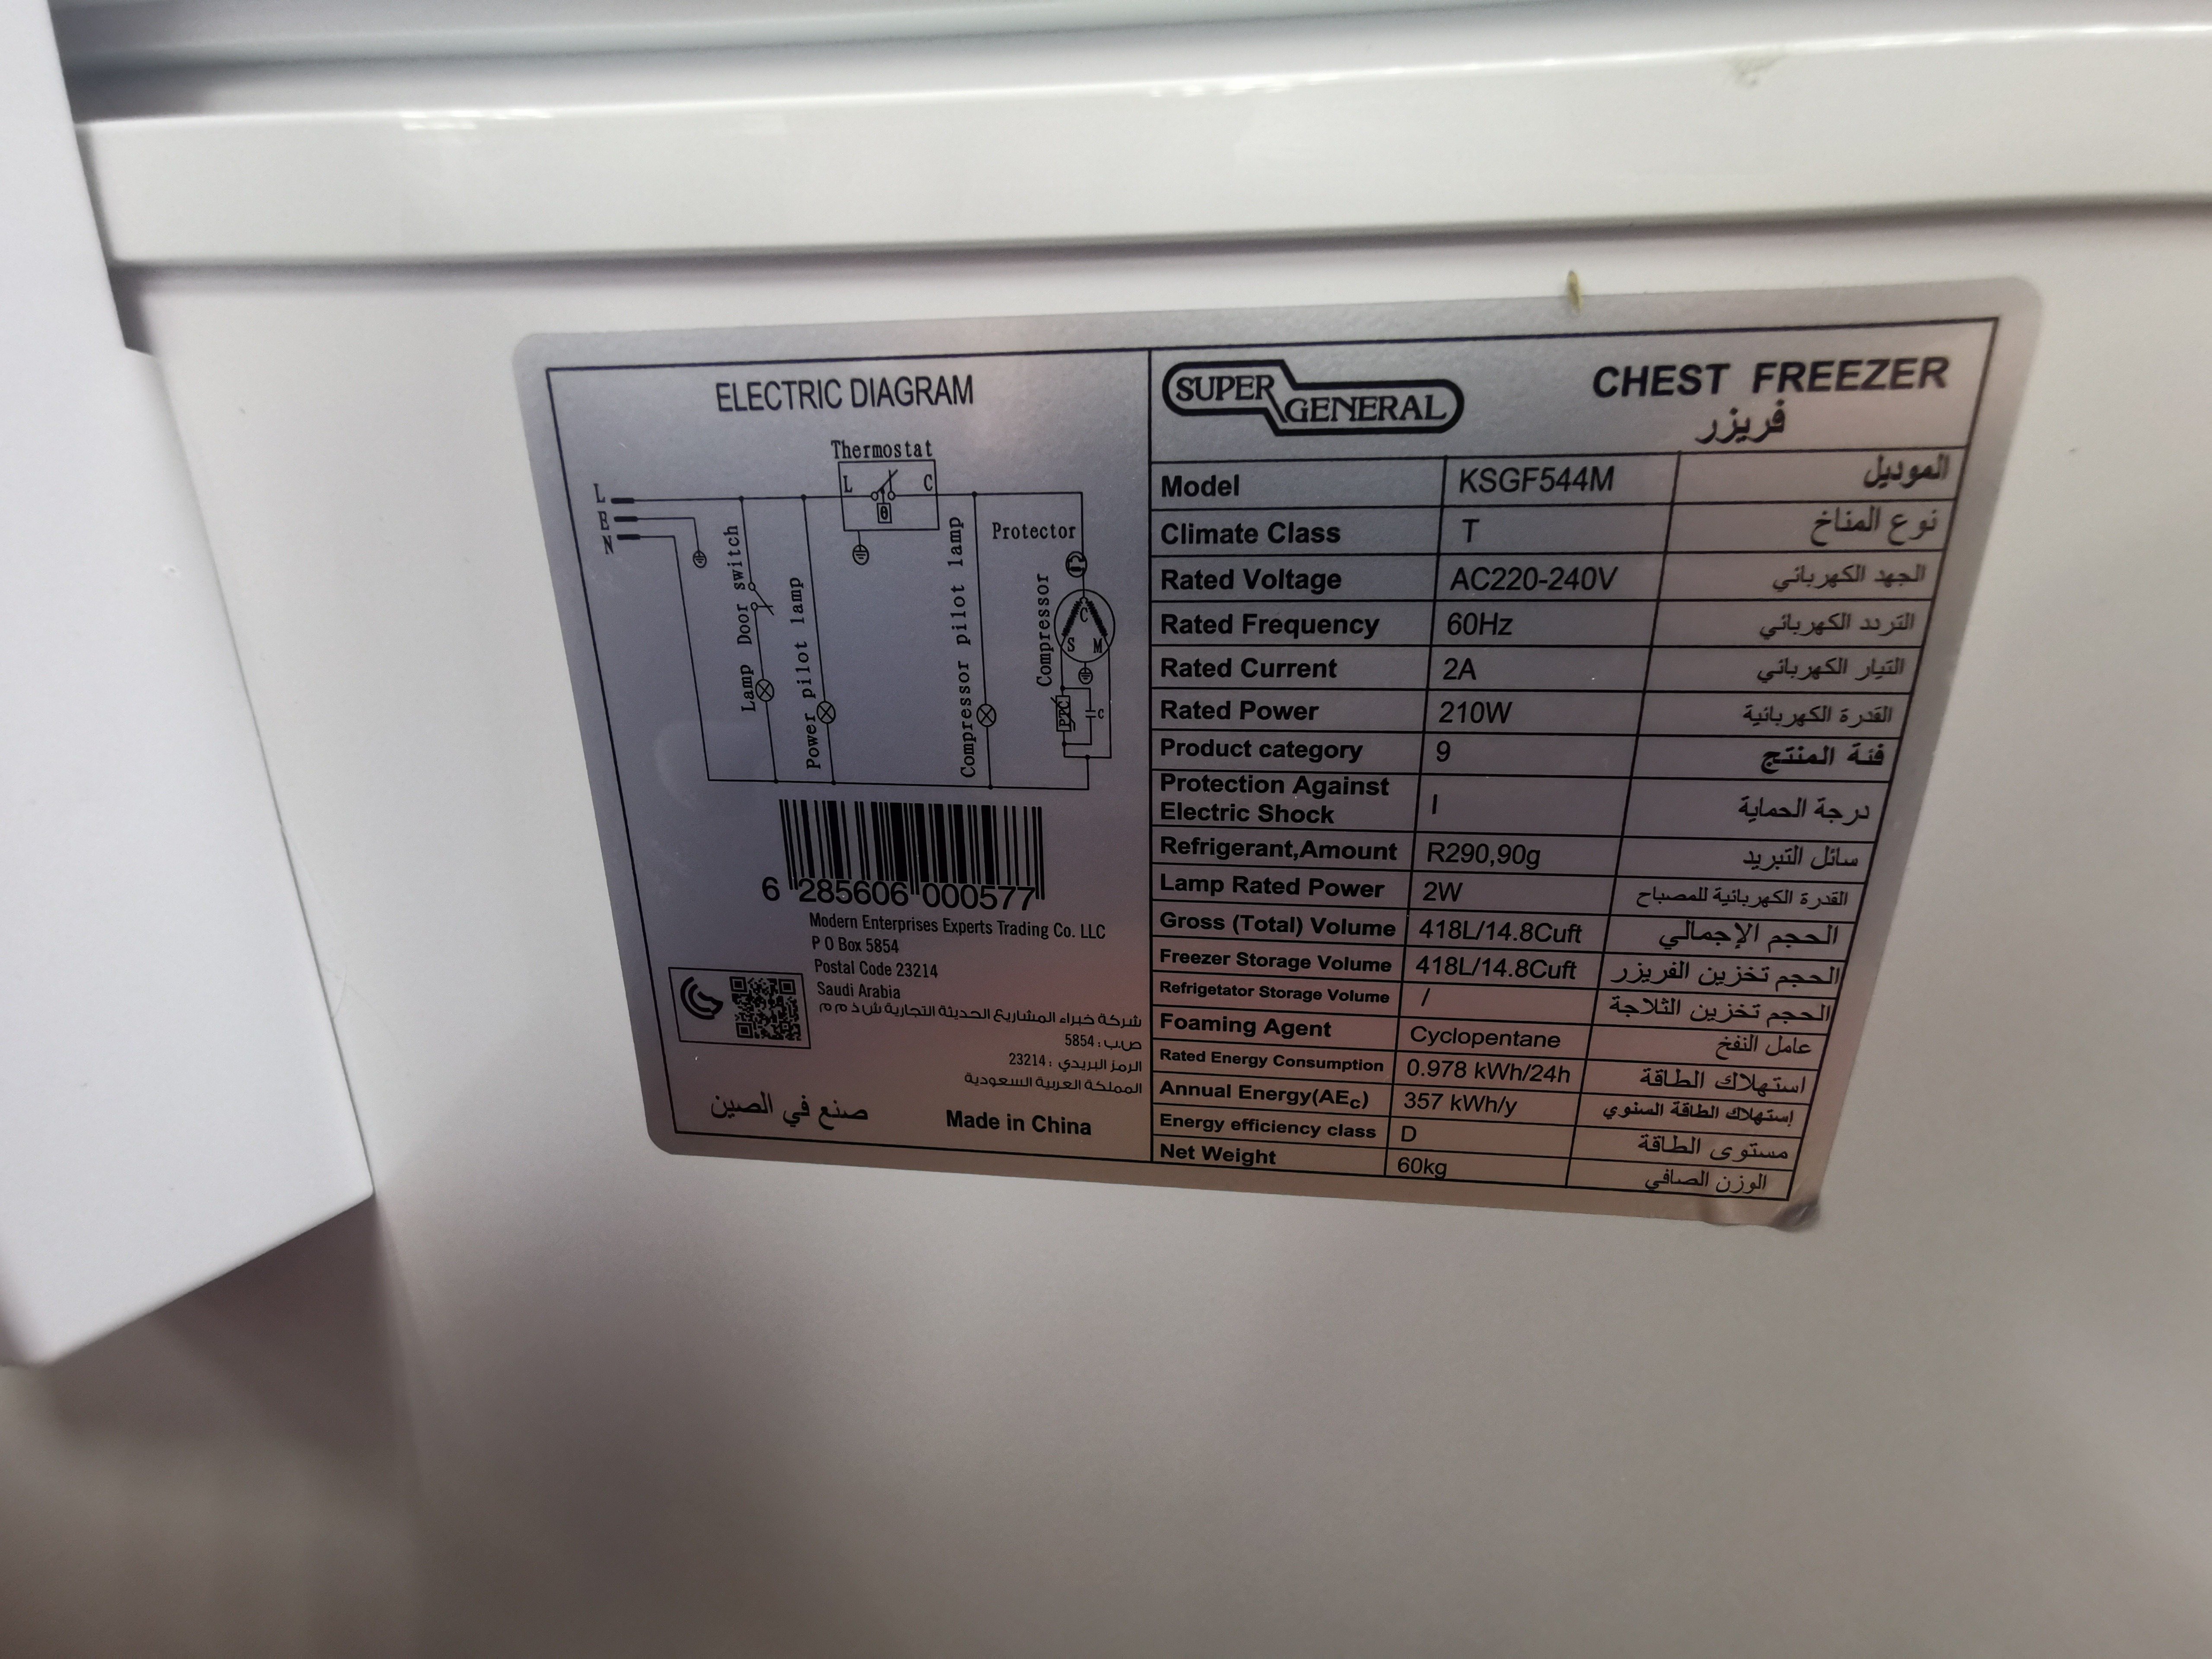 ELECTRIC DIAGRAM
Thermostat
L C
L
E
N
θ
Lamp Door switch
Power pilot lamp
Compressor pilot lamp
Protector
Compressor
C
S M
PTC
C
6 285606 000577
Modern Enterprises Experts Trading Co. LLC
P O Box 5854
Postal Code 23214
Saudi Arabia
شركة خبراء المشاريع الحديثة التجارية ش ذ م م
ص.ب : 5854
الرمز البريدي : 23214
المملكة العربية السعودية
صنع في الصين Made in China
SUPER GENERAL
CHEST FREEZER
فريزر
Model KSGF544M الموديل
Climate Class T نوع المناخ
Rated Voltage AC220-240V الجهد الكهربائي
Rated Frequency 60Hz التردد الكهربائي
Rated Current 2A التيار الكهربائي
Rated Power 210W القدرة الكهربائية
Product category 9 فئة المنتج
Protection Against
Electric Shock I درجة الحماية
Refrigerant,Amount R290,90g سائل التبريد
Lamp Rated Power 2W القدرة الكهربائية للمصباح
Gross (Total) Volume 418L/14.8Cuft الحجم الإجمالي
Freezer Storage Volume 418L/14.8Cuft الحجم تخزين الفريزر
Refrigetator Storage Volume / الحجم تخزين الثلاجة
Foaming Agent Cyclopentane عامل النفخ
Rated Energy Consumption 0.978 kWh/24h استهلاك الطاقة
Annual Energy(AEc) 357 kWh/y إستهلاك الطاقة السنوي
Energy efficiency class D مستوى الطاقة
Net Weight 60kg الوزن الصافي